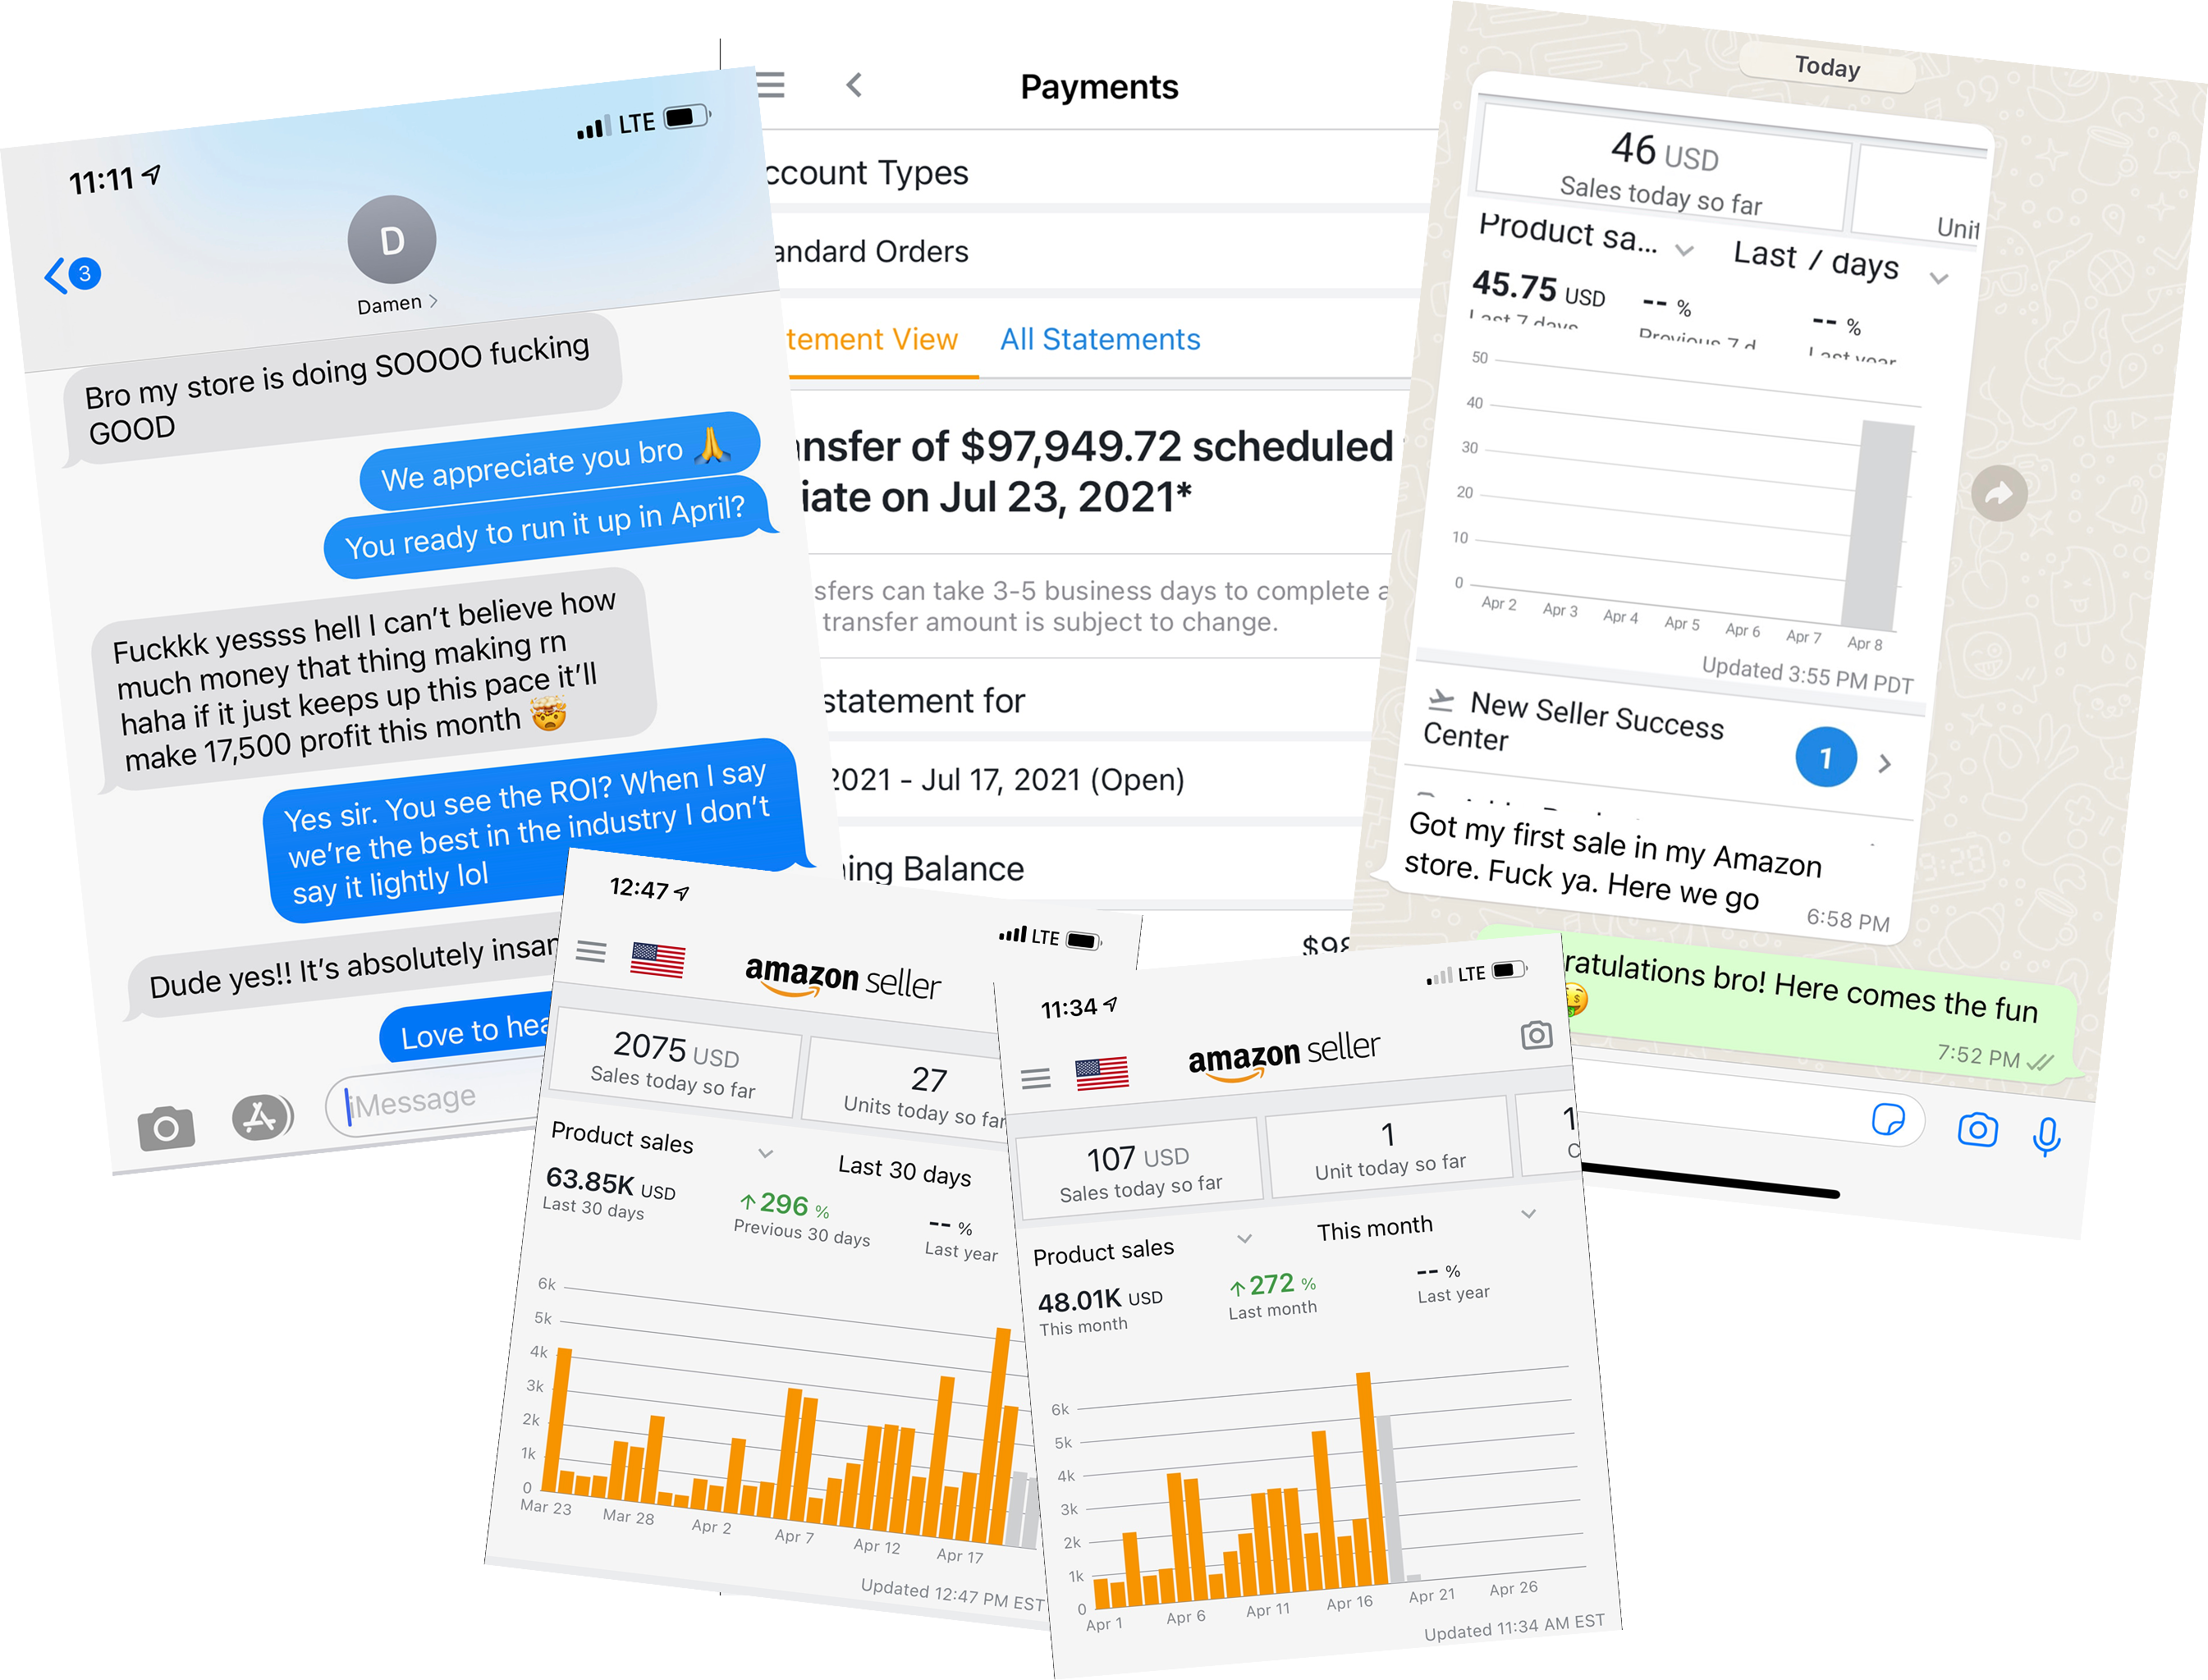 11:11
LTE
3
D
Damen
Bro my store is doing SOOOO fucking
GOOD
We appreciate you bro 🙏
You ready to run it up in April?
Fuckkk yessss hell I can't believe how
much money that thing making rn
haha if it just keeps up this pace it'll
make 17,500 profit this month 🤯
Yes sir. You see the ROI? When I say
we're the best in the industry I don't
say it lightly lol
Dude yes!! It's absolutely insan
Love to hea
iMessage
Payments
ccount Types
andard Orders
tement View
All Statements
nsfer of $97,949.72 scheduled
iate on Jul 23, 2021*
sfers can take 3-5 business days to complete a
transfer amount is subject to change.
statement for
2021 - Jul 17, 2021 (Open)
ing Balance
$98
Today
46 USD
Sales today so far
Unit
Product sa...
Last 7 days
45.75 USD
-- %
-- %
Last 7 days
Previous 7 d
Last year
50
40
30
20
10
0
Apr 2
Apr 3
Apr 4
Apr 5
Apr 6
Apr 7
Apr 8
Updated 3:55 PM PDT
New Seller Success
Center
1
Got my first sale in my Amazon
store. Fuck ya. Here we go
6:58 PM
ratulations bro! Here comes the fun
🤑
7:52 PM
12:47
LTE
amazon seller
2075 USD
Sales today so far
27
Units today so far
Product sales
Last 30 days
63.85K USD
Last 30 days
↑296 %
Previous 30 days
-- %
Last year
6k
5k
4k
3k
2k
1k
0
Mar 23
Mar 28
Apr 2
Apr 7
Apr 12
Apr 17
Updated 12:47 PM EST
11:34
LTE
amazon seller
107 USD
Sales today so far
1
Unit today so far
1
Product sales
This month
48.01K USD
This month
↑272 %
Last month
-- %
Last year
6k
5k
4k
3k
2k
1k
0
Apr 1
Apr 6
Apr 11
Apr 16
Apr 21
Apr 26
Updated 11:34 AM EST